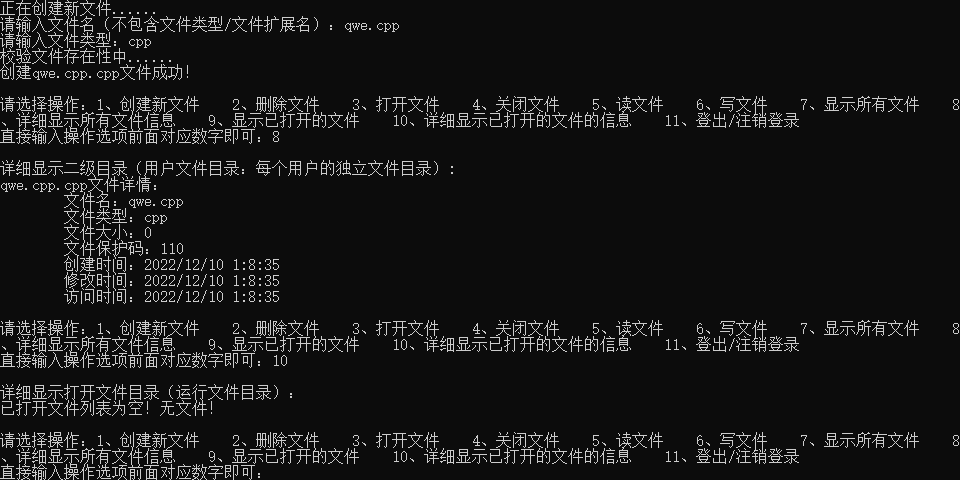 正在创建新文件......
请输入文件名（不包含文件类型/文件扩展名）：qwe.cpp
请输入文件类型：cpp
校验文件存在性中......
创建qwe.cpp.cpp文件成功！
请选择操作：1、创建新文件    2、删除文件    3、打开文件    4、关闭文件    5、读文件    6、写文件    7、显示所有文件    8
、详细显示所有文件信息    9、显示已打开的文件    10、详细显示已打开的文件的信息    11、登出/注销登录
直接输入操作选项前面对应数字即可：8
详细显示二级目录（用户文件目录：每个用户的独立文件目录）：
qwe.cpp.cpp文件详情：
文件名：qwe.cpp
文件类型：cpp
文件大小：0
文件保护码：110
创建时间：2022/12/10 1:8:35
修改时间：2022/12/10 1:8:35
访问时间：2022/12/10 1:8:35
请选择操作：1、创建新文件    2、删除文件    3、打开文件    4、关闭文件    5、读文件    6、写文件    7、显示所有文件    8
、详细显示所有文件信息    9、显示已打开的文件    10、详细显示已打开的文件的信息    11、登出/注销登录
直接输入操作选项前面对应数字即可：10
详细显示打开文件目录（运行文件目录）：
已打开文件列表为空！无文件！
请选择操作：1、创建新文件    2、删除文件    3、打开文件    4、关闭文件    5、读文件    6、写文件    7、显示所有文件    8
、详细显示所有文件信息    9、显示已打开的文件    10、详细显示已打开的文件的信息    11、登出/注销登录
直接输入操作选项前面对应数字即可：